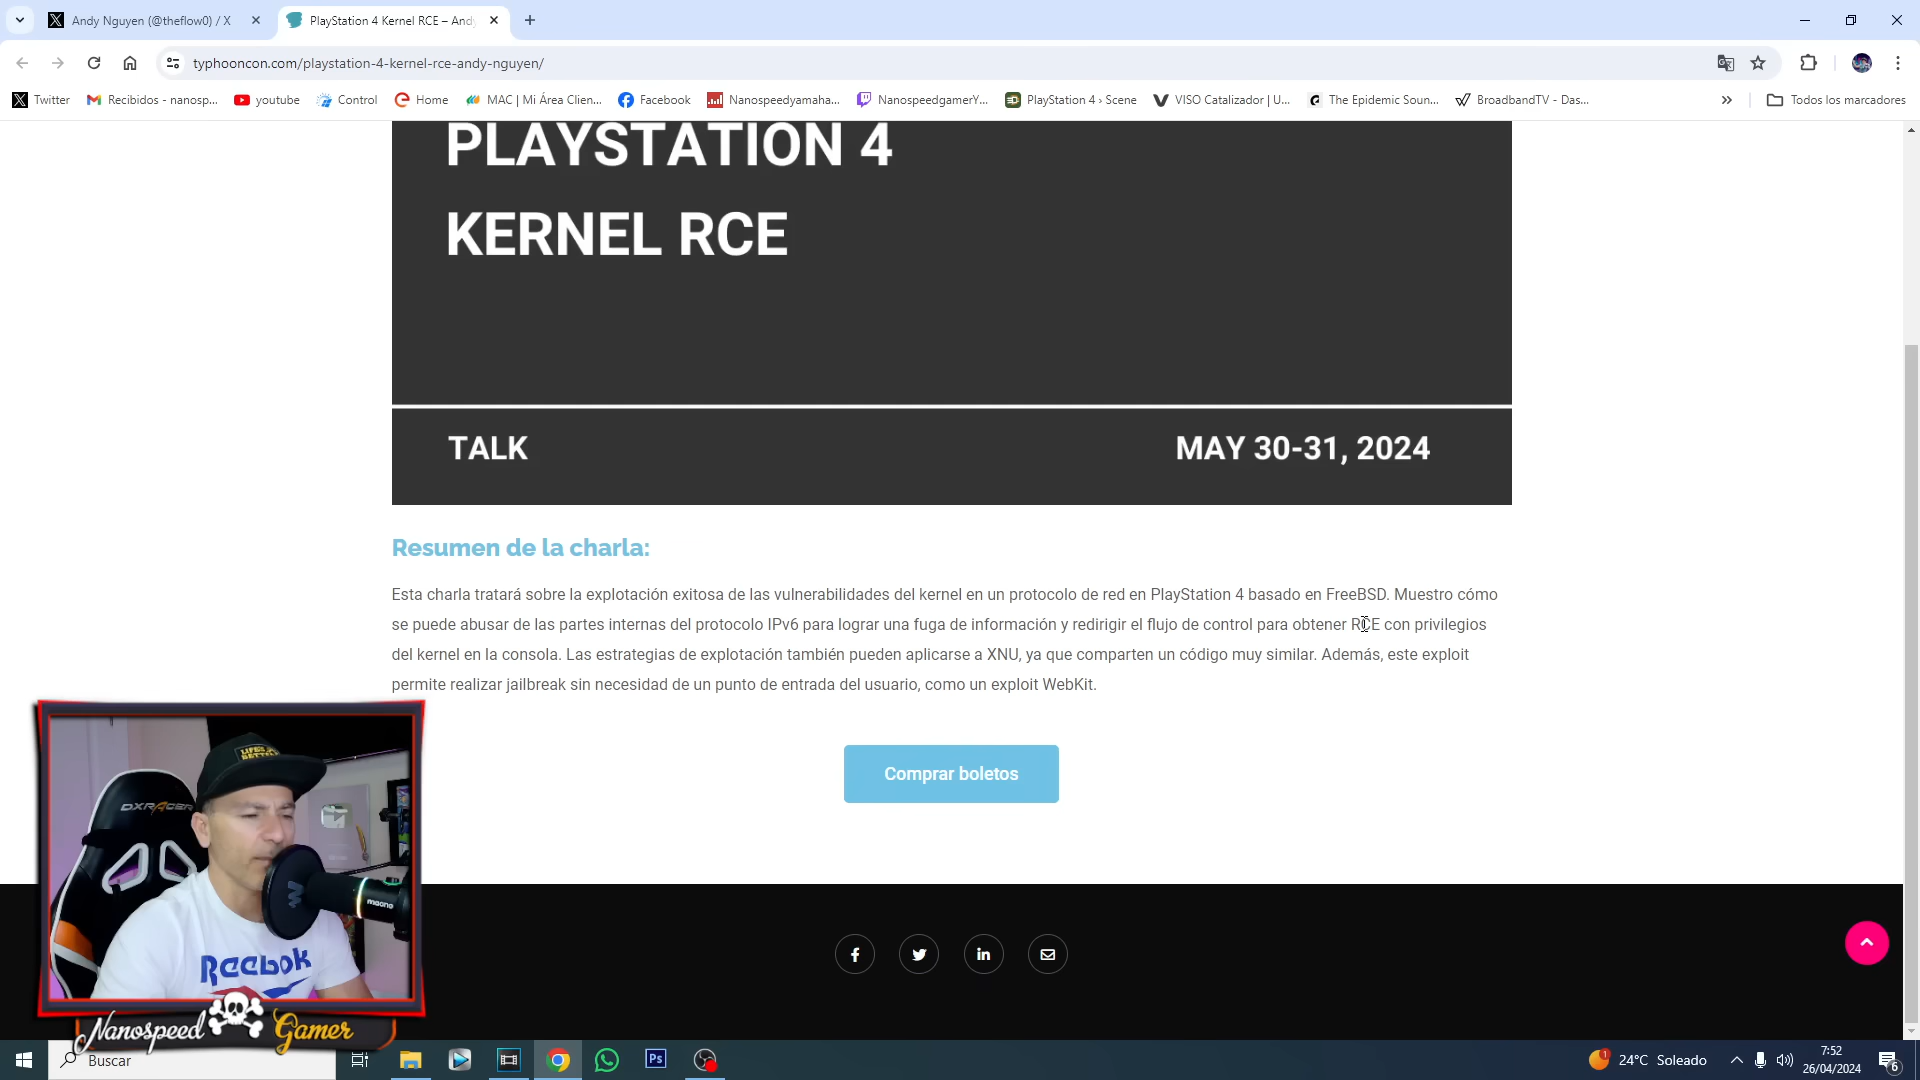 Andy Nguyen (@theflow0) / X
PlayStation 4 Kernel RCE – Andy
typhooncon.com/playstation-4-kernel-rce-andy-nguyen/
Twitter
Recibidos - nanosp...
youtube
Control
Home
MAC | Mi Área Clien...
Facebook
Nanospeedyamaha...
NanospeedgamerY...
PlayStation 4 › Scene
VISO Catalizador | U...
The Epidemic Soun...
BroadbandTV - Das...
»
Todos los marcadores
PLAYSTATION 4
KERNEL RCE
TALK
MAY 30-31, 2024
Resumen de la charla:
Esta charla tratará sobre la explotación exitosa de las vulnerabilidades del kernel en un protocolo de red en PlayStation 4 basado en FreeBSD. Muestro cómo
se puede abusar de las partes internas del protocolo IPv6 para lograr una fuga de información y redirigir el flujo de control para obtener RCE con privilegios
del kernel en la consola. Las estrategias de explotación también pueden aplicarse a XNU, ya que comparten un código muy similar. Además, este exploit
permite realizar jailbreak sin necesidad de un punto de entrada del usuario, como un exploit WebKit.
Comprar boletos
DXRACER
maono
Reebok
Nanospeed Gamer
Buscar
Ps
24°C Soleado
7:52
26/04/2024
6